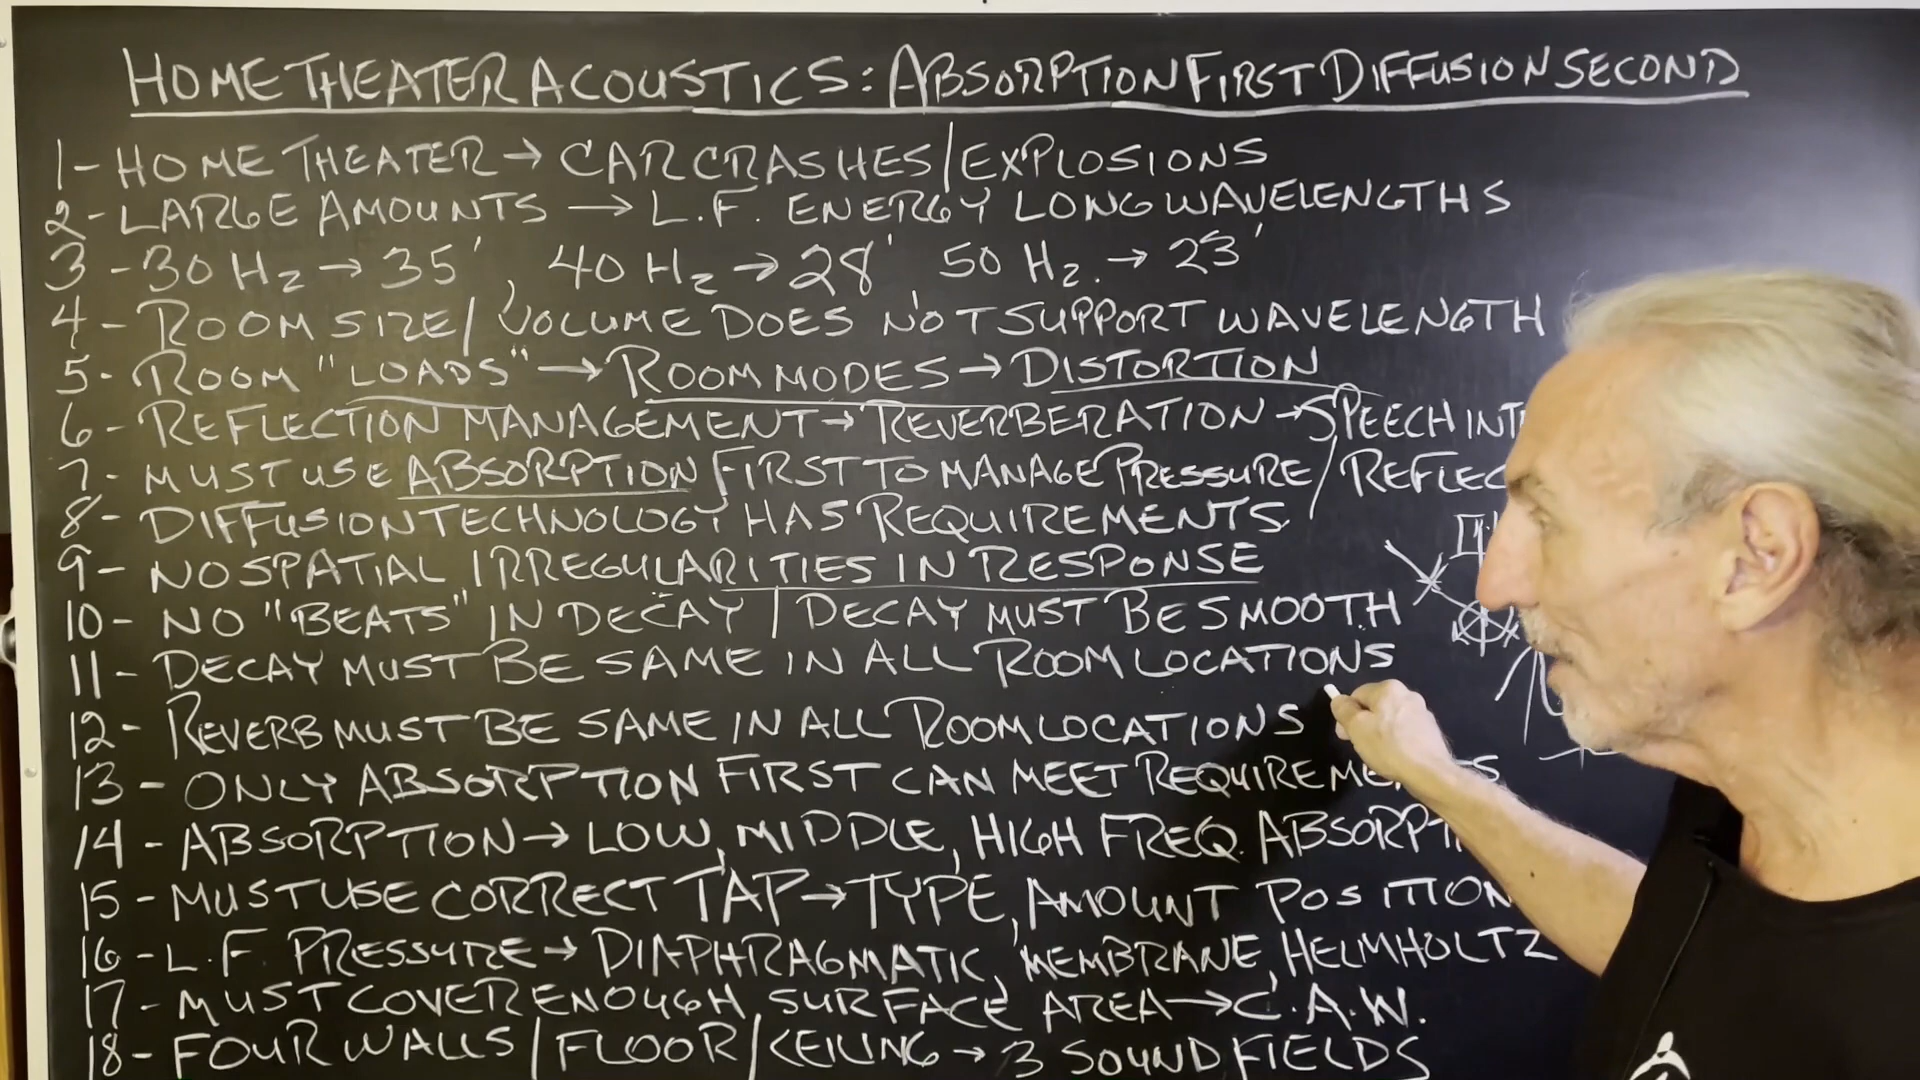 HOME THEATER ACOUSTICS: ABSORPTION FIRST DIFFUSION SECOND
1- HOME THEATER → CAR CRASHES/EXPLOSIONS
2- LARGE AMOUNTS → L.F. ENERGY LONG WAVELENGTHS
3- 30 Hz → 35', 40 Hz → 28' 50 Hz. → 23'
4- ROOM SIZE/VOLUME DOES NOT SUPPORT WAVELENGTH
5- ROOM "LOADS" → ROOM MODES → DISTORTION
6- REFLECTION MANAGEMENT → REVERBERATION → SPEECH
7- MUST USE ABSORPTION FIRST TO MANAGE PRESSURE/
8- DIFFUSION TECHNOLOGY HAS REQUIREMENTS
9- NO SPATIAL IRREGULARITIES IN RESPONSE
10- NO "BEATS" IN DECAY / DECAY MUST BE SMOOTH
11- DECAY MUST BE SAME IN ALL ROOM LOCATIONS
12- REVERB MUST BE SAME IN ALL ROOM LOCATIONS
13- ONLY ABSORPTION FIRST CAN MEET REQUIREMENTS
14- ABSORPTION → LOW, MIDDLE, HIGH FREQ.
15- MUST USE CORRECT TAP → TYPE, AMOUNT POSITION
16- L.F. PRESSURE → DIAPHRAGMATIC, MEMBRANE, HELMHOLTZ
17- MUST COVER ENOUGH SURFACE AREA → C.A.W.
18- FOUR WALLS/FLOOR/CEILING → 3 SOUND FIELDS